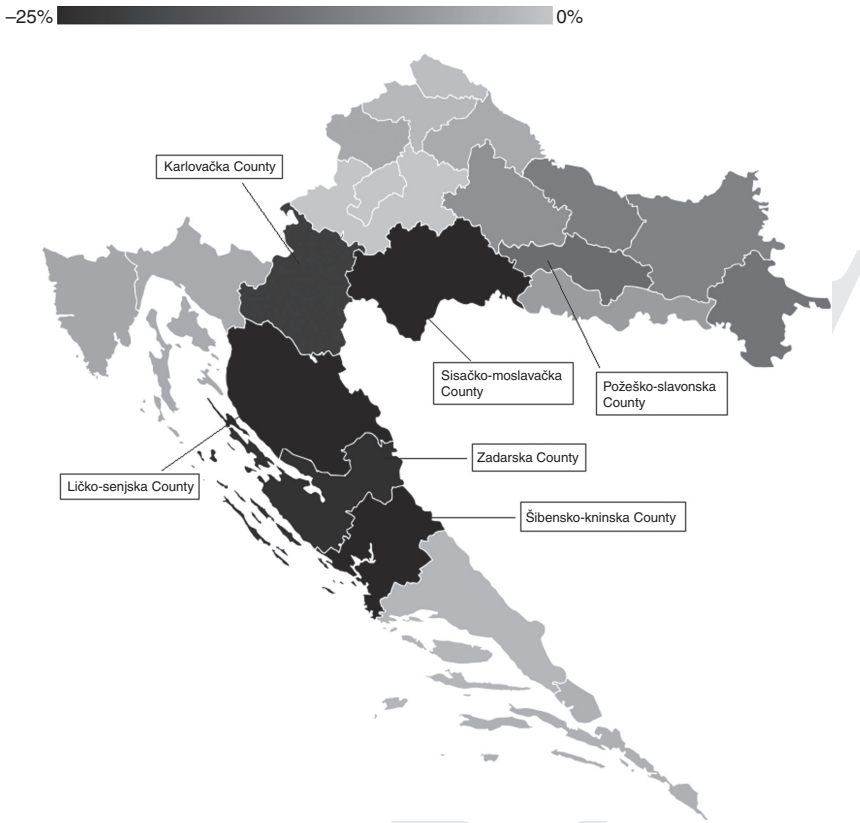 –25% 0%
Karlovačka County
Sisačko-moslavačka
County
Požeško-slavonska
County
Zadarska County
Ličko-senjska County
Šibensko-kninska County